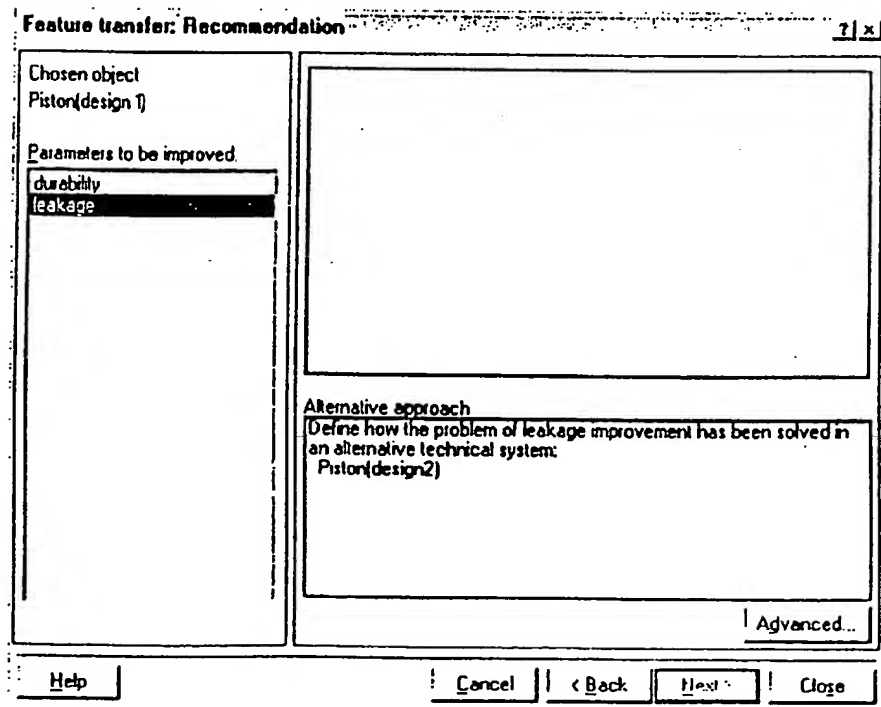 Feature transfer: Recommendation
? x
Chosen object
Piston(design 1)
Parameters to be improved.
durability
leakage
Alternative approach
Define how the problem of leakage improvement has been solved in
an alternative technical system:
Piston(design2)
Advanced...
Help
Cancel
< Back
Next >
Close